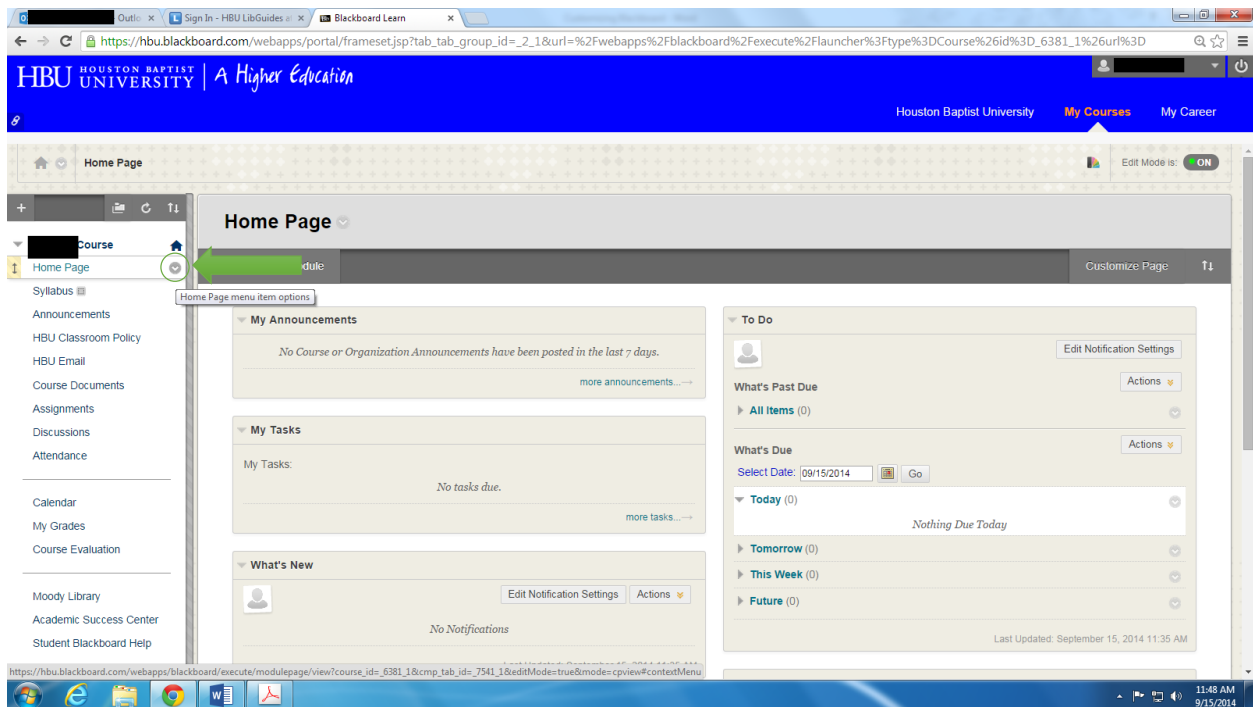 Outlo
Sign In - HBU LibGuides a
Blackboard Learn
https://hbu.blackboard.com/webapps/portal/frameset.jsp?tab_tab_group_id=_2_1&url=%2Fwebapps%2Fblackboard%2Fexecute%2Flauncher%3Ftype%3DCourse%26id%3D_6381_1%26url%3D
HBU HOUSTON BAPTIST UNIVERSITY | A Higher Education
Houston Baptist University My Courses My Career
Home Page
Edit Mode is: ON
Home Page
Course
Home Page
dule
Customize Page
Home Page menu item options
Syllabus
Announcements
HBU Classroom Policy
HBU Email
Course Documents
Assignments
Discussions
Attendance
Calendar
My Grades
Course Evaluation
Moody Library
Academic Success Center
Student Blackboard Help
My Announcements
No Course or Organization Announcements have been posted in the last 7 days.
more announcements...
My Tasks
My Tasks:
No tasks due.
more tasks...
What's New
Edit Notification Settings Actions
No Notifications
To Do
Edit Notification Settings
What's Past Due
Actions
All Items (0)
What's Due
Actions
Select Date: 09/15/2014 Go
Today (0)
Nothing Due Today
Tomorrow (0)
This Week (0)
Future (0)
Last Updated: September 15, 2014 11:35 AM
https://hbu.blackboard.com/webapps/blackboard/execute/modulepage/view?course_id=_6381_1&cmp_tab_id=_7541_1&editMode=true&mode=cpview#contextMenu
11:48 AM
9/15/2014